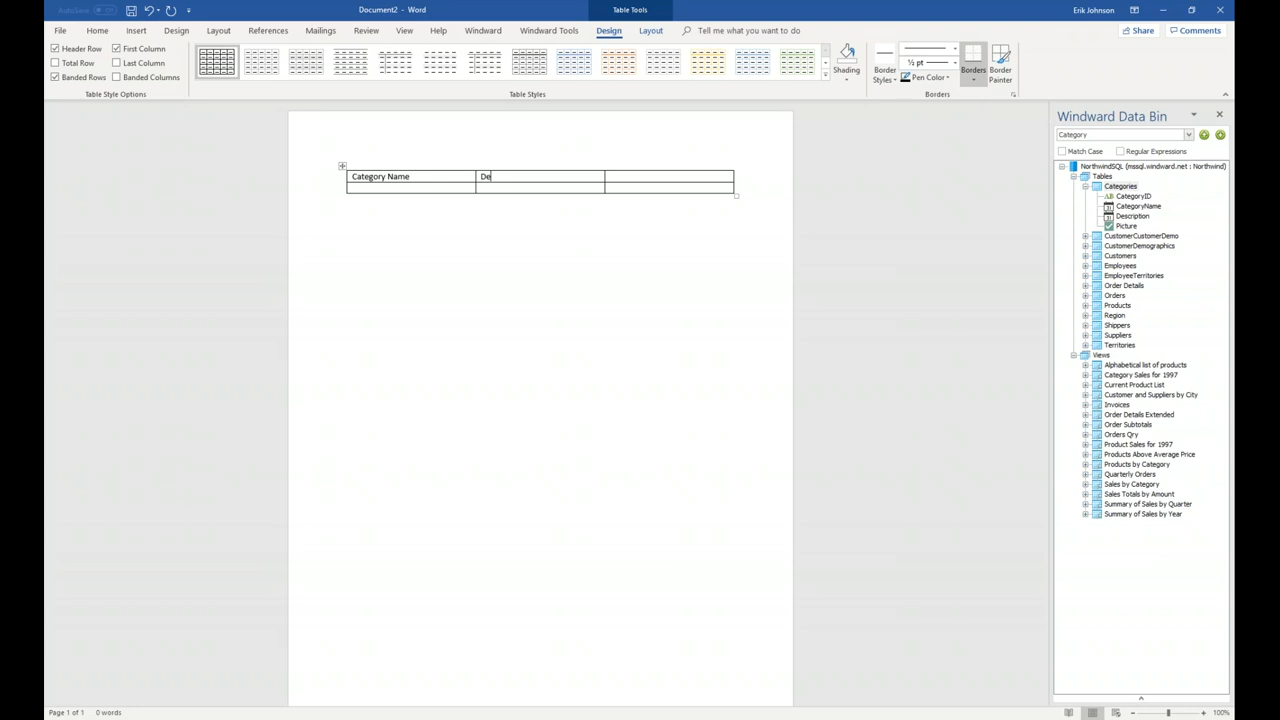 AutoSave Off
Document2 - Word
Table Tools
Erik Johnson
File Home Insert Design Layout References Mailings Review View Help Windward Windward Tools Design Layout Tell me what you want to do
Share Comments
Header Row First Column
Total Row Last Column
Banded Rows Banded Columns
Table Style Options
Table Styles
Shading
Border Styles
½ pt
Pen Color
Borders
Border Painter
Borders
Windward Data Bin
Category
Match Case Regular Expressions
NorthwindSQL (mssql.windward.net : Northwind)
Tables
Categories
CategoryID
CategoryName
Description
Picture
CustomerCustomerDemo
CustomerDemographics
Customers
Employees
EmployeeTerritories
Order Details
Orders
Products
Region
Shippers
Suppliers
Territories
Views
Alphabetical list of products
Category Sales for 1997
Current Product List
Customer and Suppliers by City
Invoices
Order Details Extended
Order Subtotals
Orders Qry
Product Sales for 1997
Products Above Average Price
Products by Category
Quarterly Orders
Sales by Category
Sales Totals by Amount
Summary of Sales by Quarter
Summary of Sales by Year
Category Name De
Page 1 of 1 0 words
100%